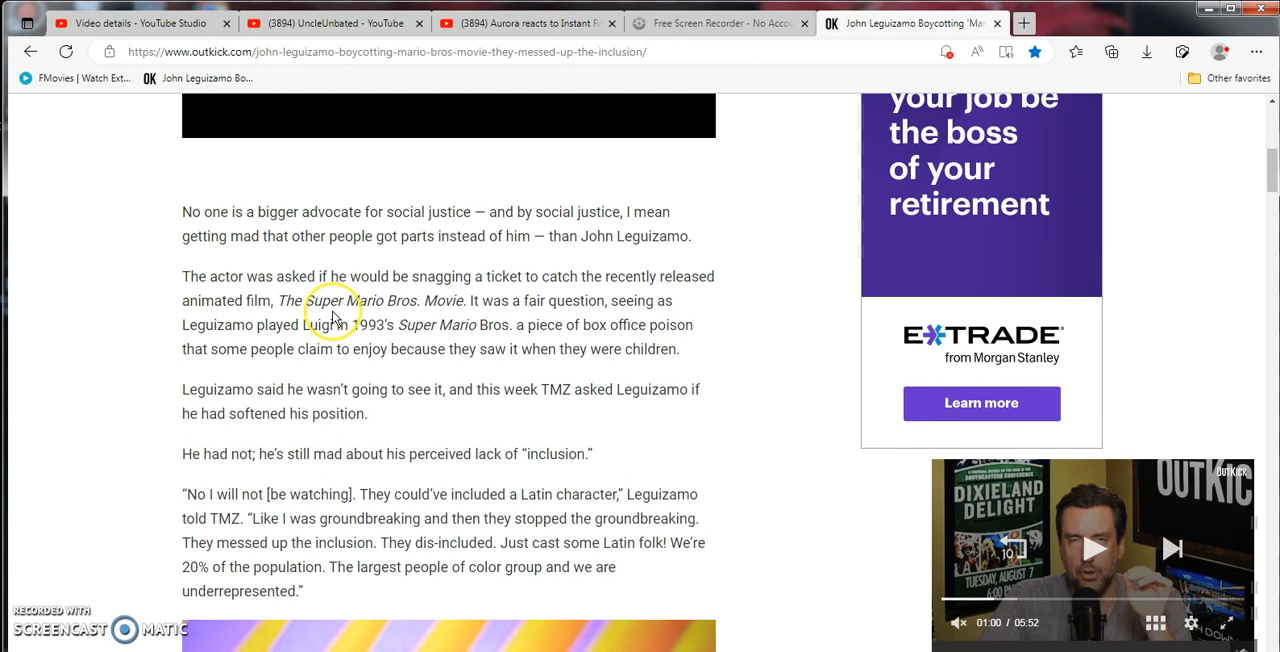 Video details - YouTube Studio
(3894) UncleUnbated - YouTube
(3894) Aurora reacts to Instant R
Free Screen Recorder - No Accou
OK John Leguizamo Boycotting 'Mar
https://www.outkick.com/john-leguizamo-boycotting-mario-bros-movie-they-messed-up-the-inclusion/
FMovies | Watch Ext...
OK John Leguizamo Bo...
Other favorites
No one is a bigger advocate for social justice — and by social justice, I mean
getting mad that other people got parts instead of him — than John Leguizamo.
The actor was asked if he would be snagging a ticket to catch the recently released
animated film, The Super Mario Bros. Movie. It was a fair question, seeing as
Leguizamo played Luigi in 1993's Super Mario Bros. a piece of box office poison
that some people claim to enjoy because they saw it when they were children.
Leguizamo said he wasn't going to see it, and this week TMZ asked Leguizamo if
he had softened his position.
He had not; he's still mad about his perceived lack of “inclusion.”
“No I will not [be watching]. They could've included a Latin character,” Leguizamo
told TMZ. “Like I was groundbreaking and then they stopped the groundbreaking.
They messed up the inclusion. They dis-included. Just cast some Latin folk! We're
20% of the population. The largest people of color group and we are
underrepresented.”
your job be
the boss
of your
retirement
E*TRADE
from Morgan Stanley
Learn more
OUTKICK
OUTKIC
DIXIELAND
DELIGHT
TUESDAY, AUGUST 7
10
01:00 / 05:52
RECORDED WITH
SCREENCAST MATIC